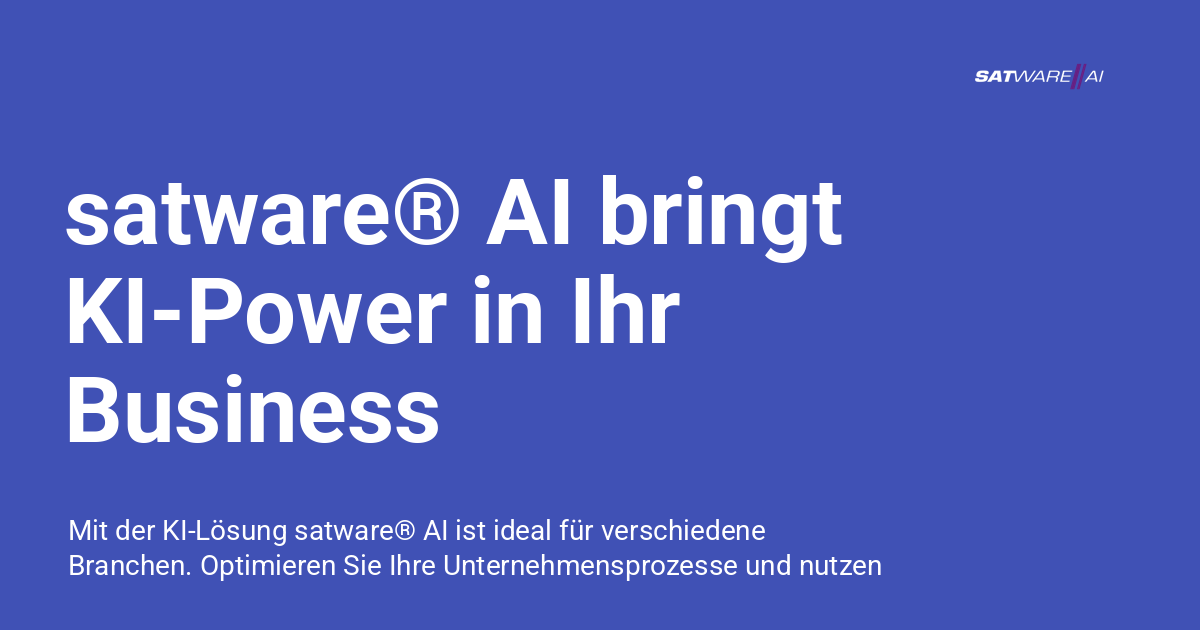 SATWARE//AI
satware® AI bringt
KI-Power in Ihr
Business
Mit der KI-Lösung satware® AI ist ideal für verschiedene
Branchen. Optimieren Sie Ihre Unternehmensprozesse und nutzen